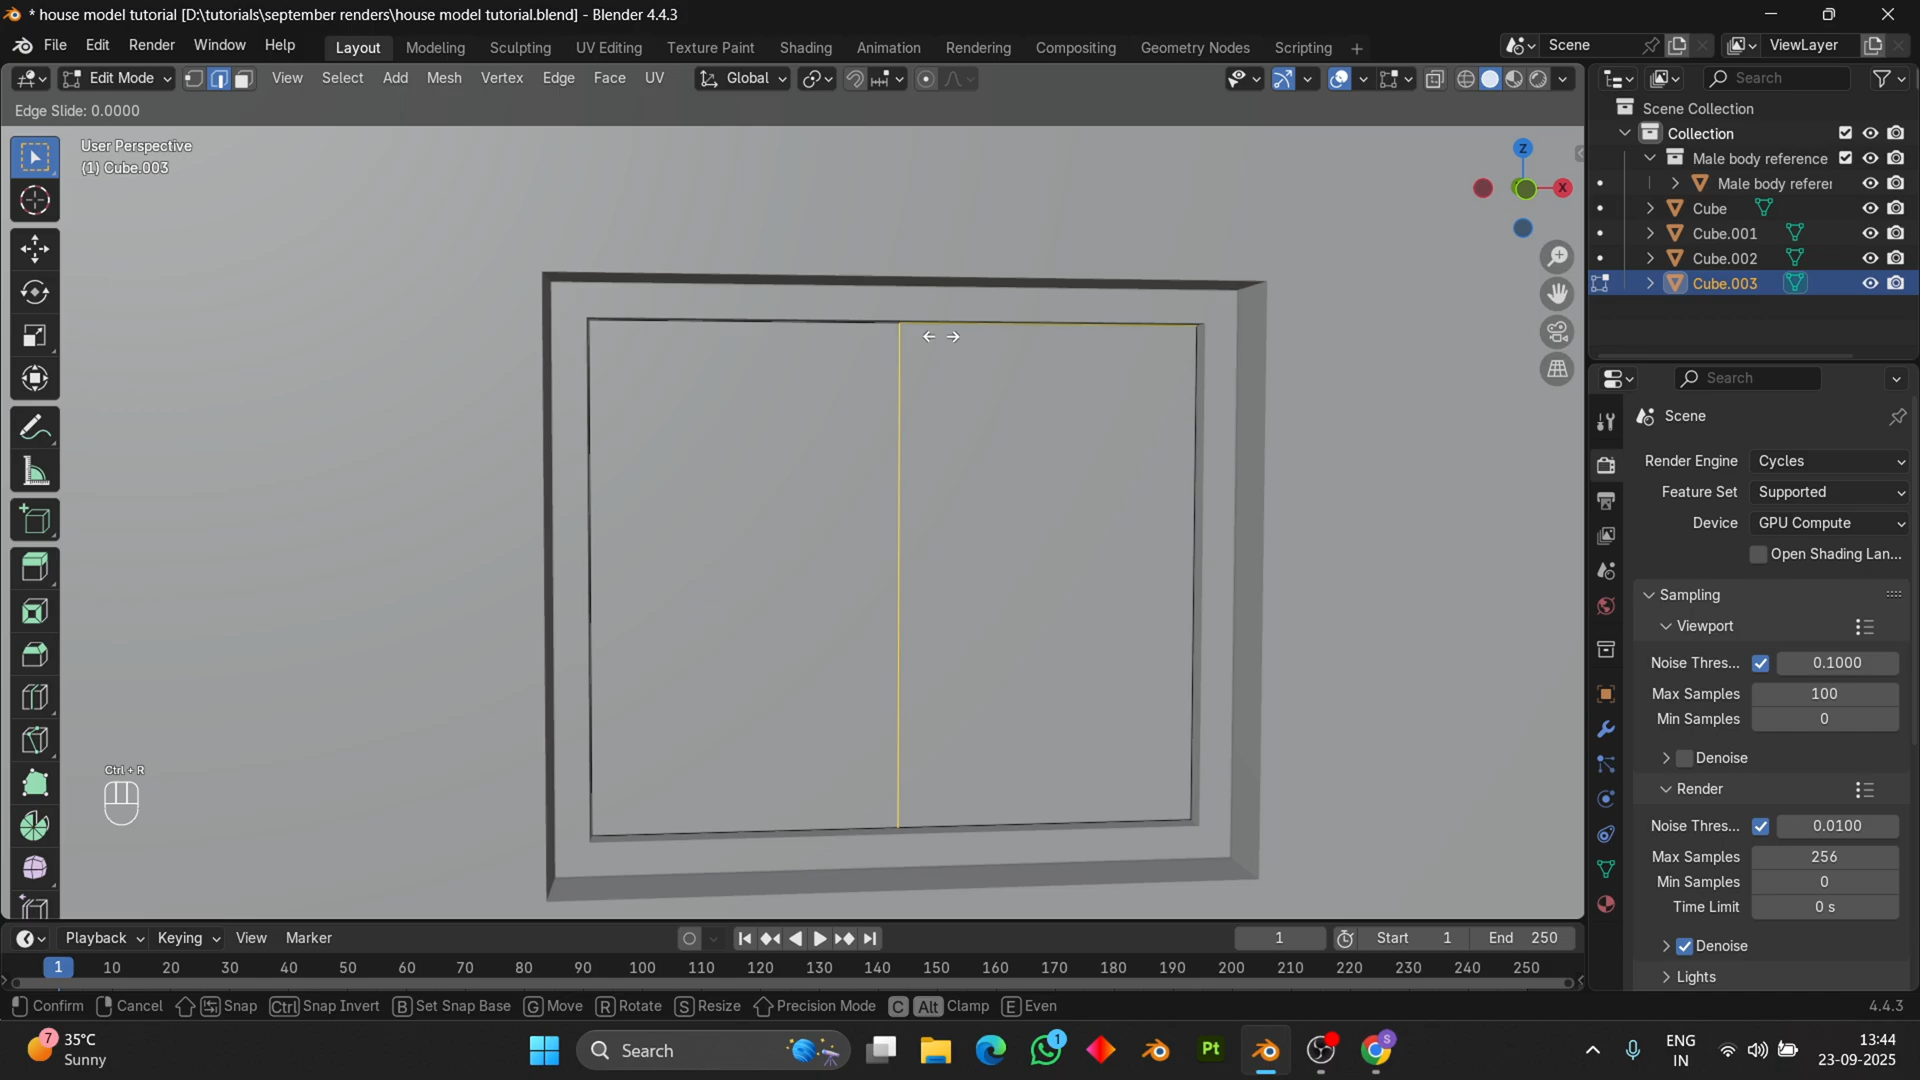 * house model tutorial [D:\tutorials\september renders\house model tutorial.blend] - Blender 4.4.3
File Edit Render Window Help Layout Modeling Sculpting UV Editing Texture Paint Shading Animation Rendering Compositing Geometry Nodes Scripting + Scene ViewLayer
Edit Mode View Select Add Mesh Vertex Edge Face UV Global Search
Edge Slide: 0.0000
Scene Collection
Collection
Male body reference
Male body referer
Cube
Cube.001
Cube.002
Cube.003
User Perspective
(1) Cube.003
Z
X
Search
Scene
Render Engine Cycles
Feature Set Supported
Device GPU Compute
Open Shading Lan...
Sampling
Viewport
Noise Thres... 0.1000
Max Samples 100
Min Samples 0
Denoise
Render
Noise Thres... 0.0100
Max Samples 256
Min Samples 0
Time Limit 0 s
Denoise
Lights
Ctrl + R
Playback Keying View Marker 1 Start 1 End 250
1 10 20 30 40 50 60 70 80 90 100 110 120 130 140 150 160 170 180 190 200 210 220 230 240 250
Confirm Cancel Snap Ctrl Snap Invert B Set Snap Base G Move R Rotate S Resize Precision Mode C Alt Clamp E Even 4.4.3
7 35°C
Sunny
Search
1
Pt
S
ENG
IN
13:44
23-09-2025